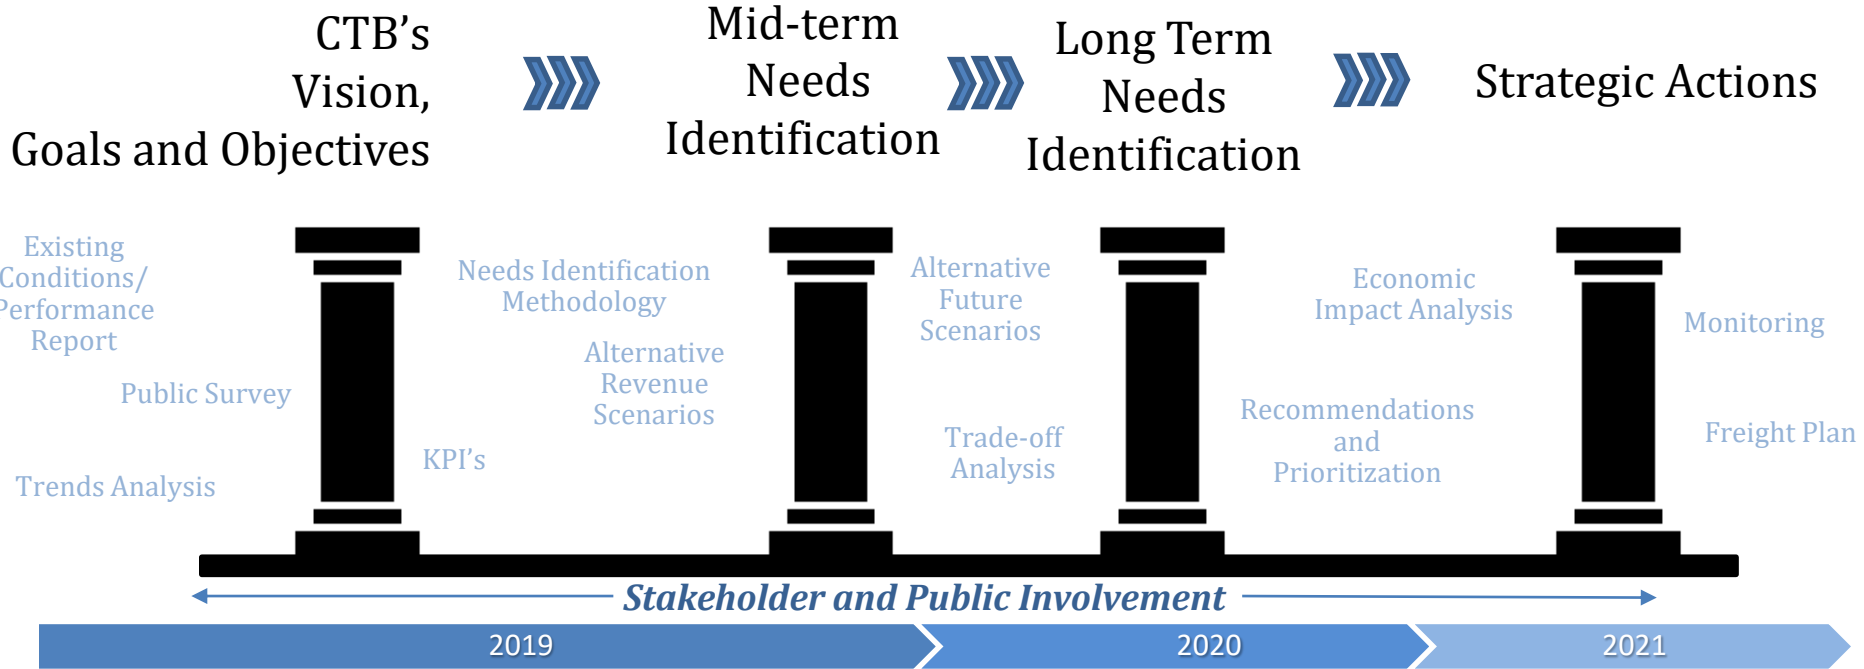 CTB's
Vision,
Goals and Objectives
Mid-term
Needs
Identification
Long Term
Needs
Identification
Strategic Actions
Existing
Conditions/
Performance
Report
Public Survey
Trends Analysis
Needs Identification
Methodology
Alternative
Revenue
Scenarios
KPI's
Alternative
Future
Scenarios
Trade-off
Analysis
Economic
Impact Analysis
Recommendations
and
Prioritization
Monitoring
Freight Plan
Stakeholder and Public Involvement
2019
2020
2021